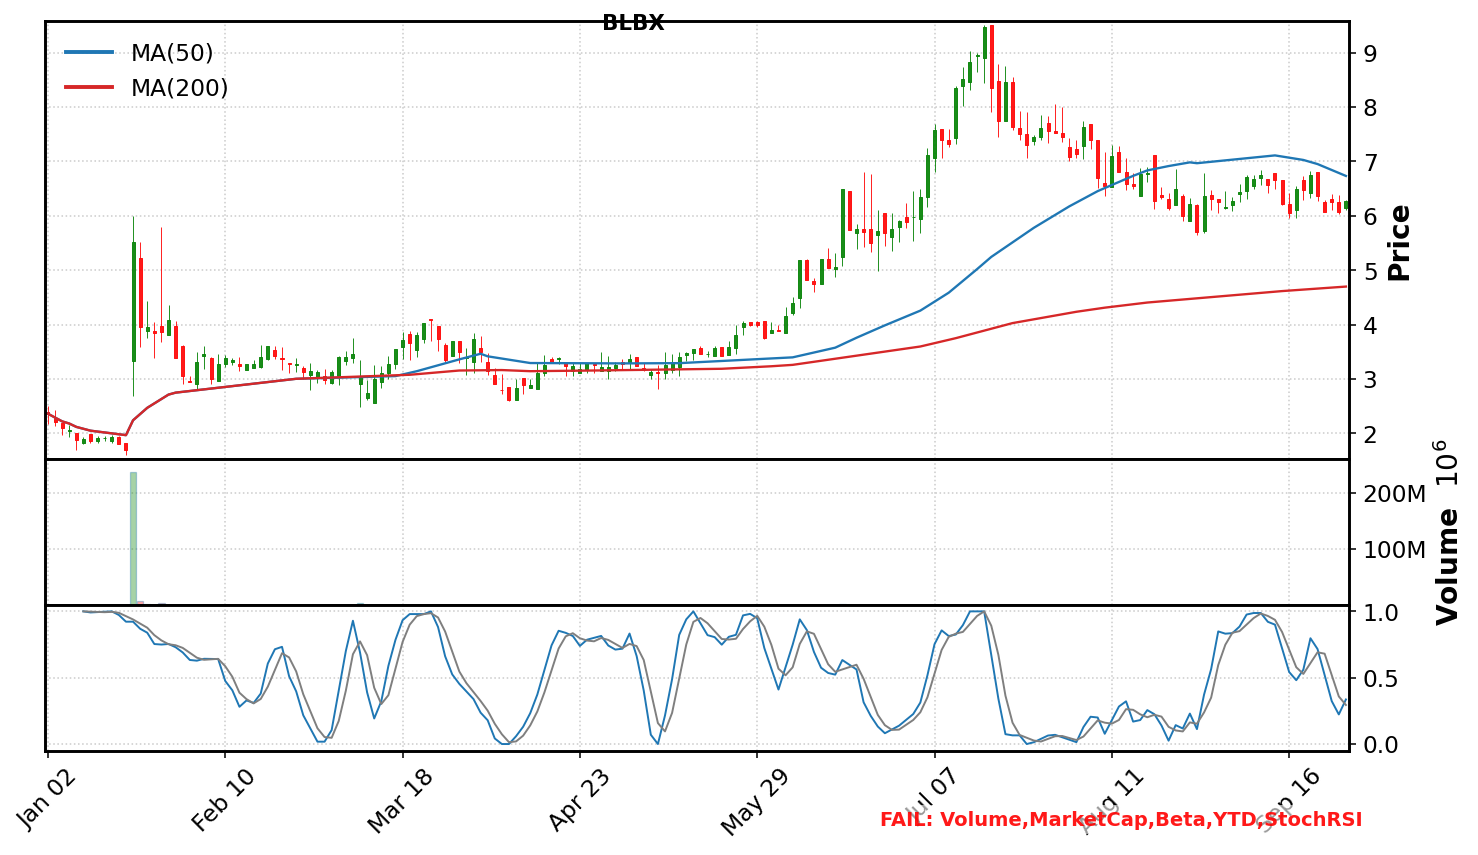 BLBX
MA(50)
MA(200)
9
8
7
6
5
4
3
2
Price
200M
100M
Volume 10⁶
1.0
0.5
0.0
Jan 02
Feb 10
Mar 18
Apr 23
May 29
Jul 07
Aug 11
Sep 16
FAIL: Volume,MarketCap,Beta,YTD,StochRSI